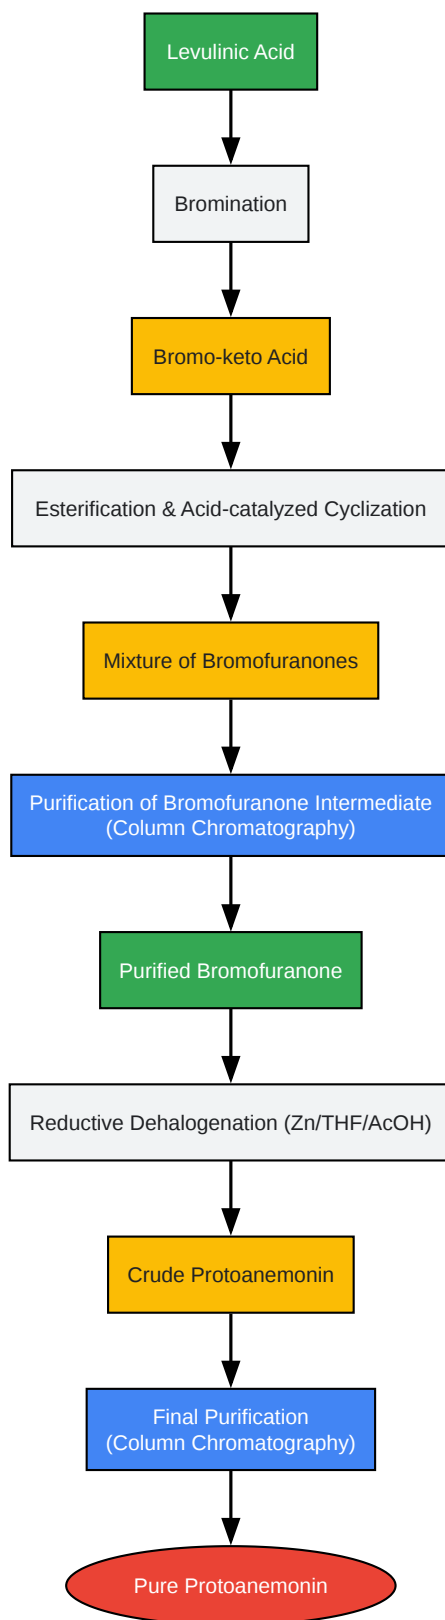 Levulinic Acid
Bromination
Bromo-keto Acid
Esterification & Acid-catalyzed Cyclization
Mixture of Bromofuranones
Purification of Bromofuranone Intermediate
(Column Chromatography)
Purified Bromofuranone
Reductive Dehalogenation (Zn/THF/AcOH)
Crude Protoanemonin
Final Purification
(Column Chromatography)
Pure Protoanemonin